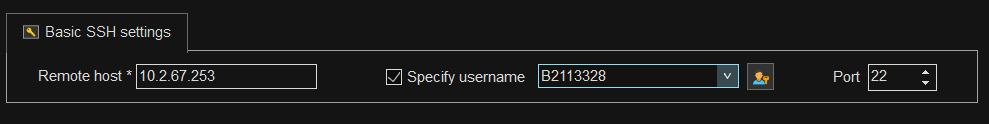 Basic SSH settings
Remote host * 10.2.67.253 Specify username B2113328 Port 22